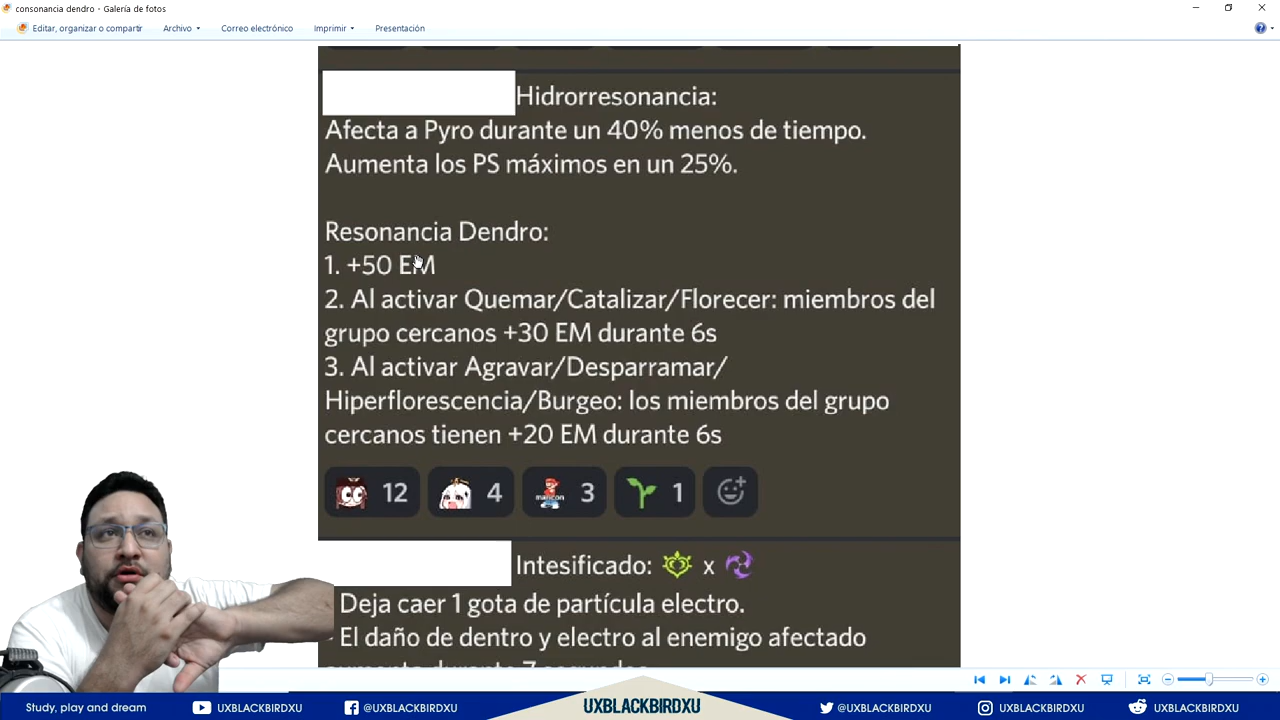 consonancia dendro - Galería de fotos
Editar, organizar o compartir Archivo Correo electrónico Imprimir Presentación
Hidrorresonancia:
Afecta a Pyro durante un 40% menos de tiempo.
Aumenta los PS máximos en un 25%.
Resonancia Dendro:
1. +50 EM
2. Al activar Quemar/Catalizar/Florecer: miembros del
grupo cercanos +30 EM durante 6s
3. Al activar Agravar/Desparramar/
Hiperflorescencia/Burgeo: los miembros del grupo
cercanos tienen +20 EM durante 6s
12 4 maricon 3 1
Intesificado: x
Deja caer 1 gota de partícula electro.
- El daño de dentro y electro al enemigo afectado
aumenta durante 7 segundos
Study, play and dream UXBLACKBIRDXU @UXBLACKBIRDXU UXBLACKBIRDXU @UXBLACKBIRDXU UXBLACKBIRDXU UXBLACKBIRDXU